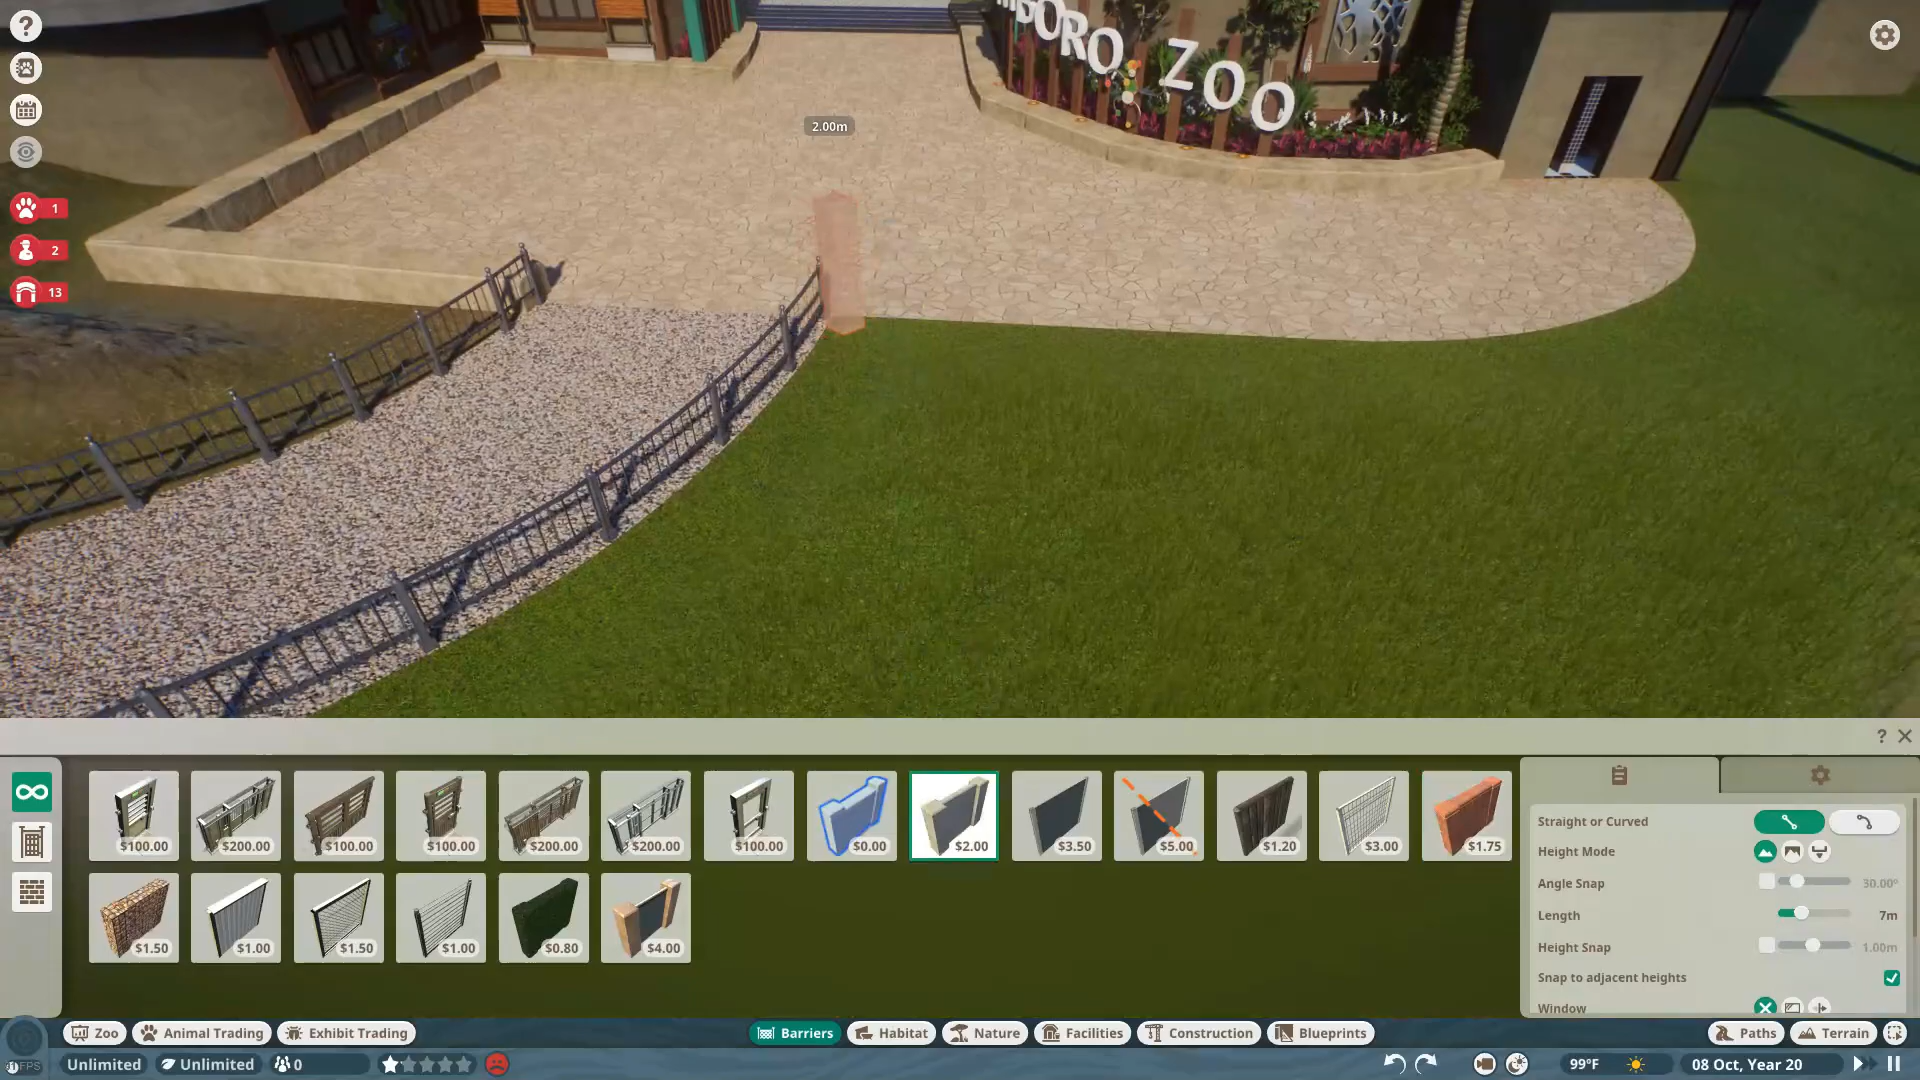 ORO ZOO
2.00m
1
2
13
$100.00 $200.00 $100.00 $100.00 $200.00 $200.00 $100.00 $0.00 $2.00 $3.50 $5.00 $1.20 $3.00 $1.75
$1.50 $1.00 $1.50 $1.00 $0.80 $4.00
?
?
Straight or Curved
Height Mode
Angle Snap 30.00°
Length 7m
Height Snap 1.00m
Snap to adjacent heights
Window
Zoo Animal Trading Exhibit Trading Barriers Habitat Nature Facilities Construction Blueprints Paths Terrain
Unlimited Unlimited 0 99°F 08 Oct, Year 20